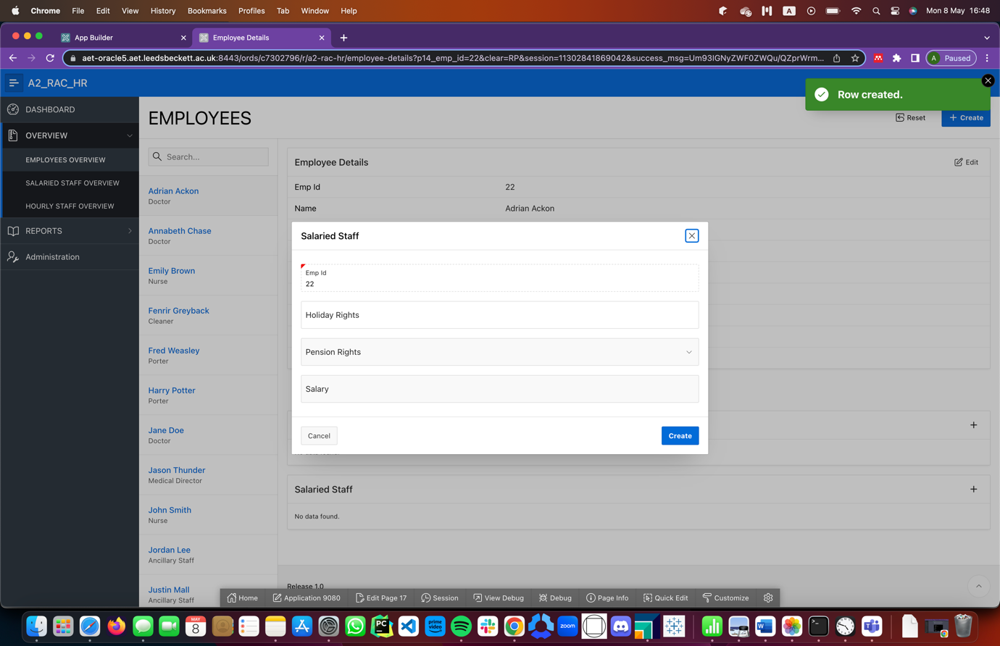 Chrome File Edit View History Bookmarks Profiles Tab Window Help A Mon 8 May 16:48
App Builder Employee Details
aet-oracle5.aet.leedsbeckett.ac.uk:8443/ords/c7302796/r/a2-rac-hr/employee-details?p14_emp_id=22&clear=RP&session=11302841869042&success_msg=Um93IGNyZWF0ZWQu/QZprWrm... A Paused
A2_RAC_HR
Row created.
DASHBOARD
OVERVIEW
EMPLOYEES OVERVIEW
SALARIED STAFF OVERVIEW
HOURLY STAFF OVERVIEW
REPORTS
Administration
EMPLOYEES
Reset
Create
Search...
Adrian Ackon
Doctor
Annabeth Chase
Doctor
Emily Brown
Nurse
Fenrir Greyback
Cleaner
Fred Weasley
Porter
Harry Potter
Porter
Jane Doe
Doctor
Jason Thunder
Medical Director
John Smith
Nurse
Jordan Lee
Ancillary Staff
Justin Mall
Ancillary Staff
Employee Details Edit
Emp Id 22
Name Adrian Ackon
Salaried Staff
Emp Id
22
Holiday Rights
Pension Rights
Salary
Cancel Create
Salaried Staff
No data found.
Release 1.0
Home Application 9080 Edit Page 17 Session View Debug Debug Page Info Quick Edit Customize
MAY
8
PC
prime
video
zoom
W
T